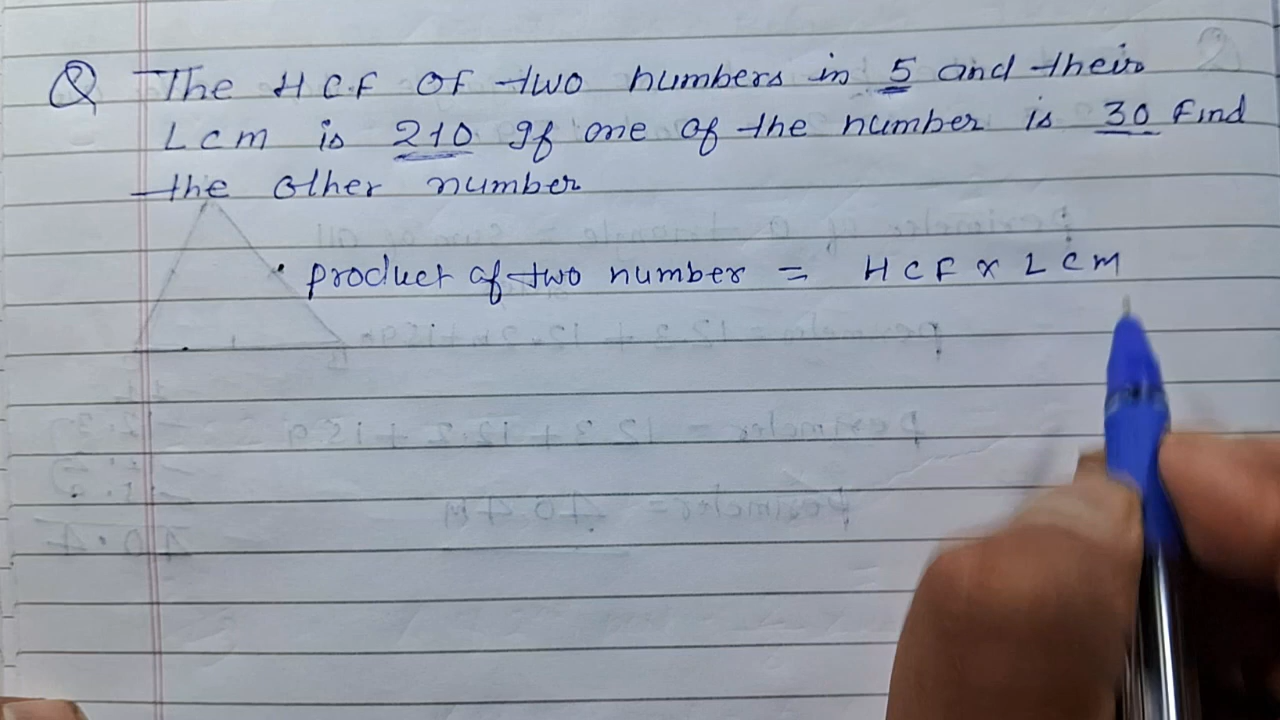 Q The HCF OF two numbers in 5 and their
LCM is 210 If one of the number is 30 Find
the other number
product of two number = HCF x LCM